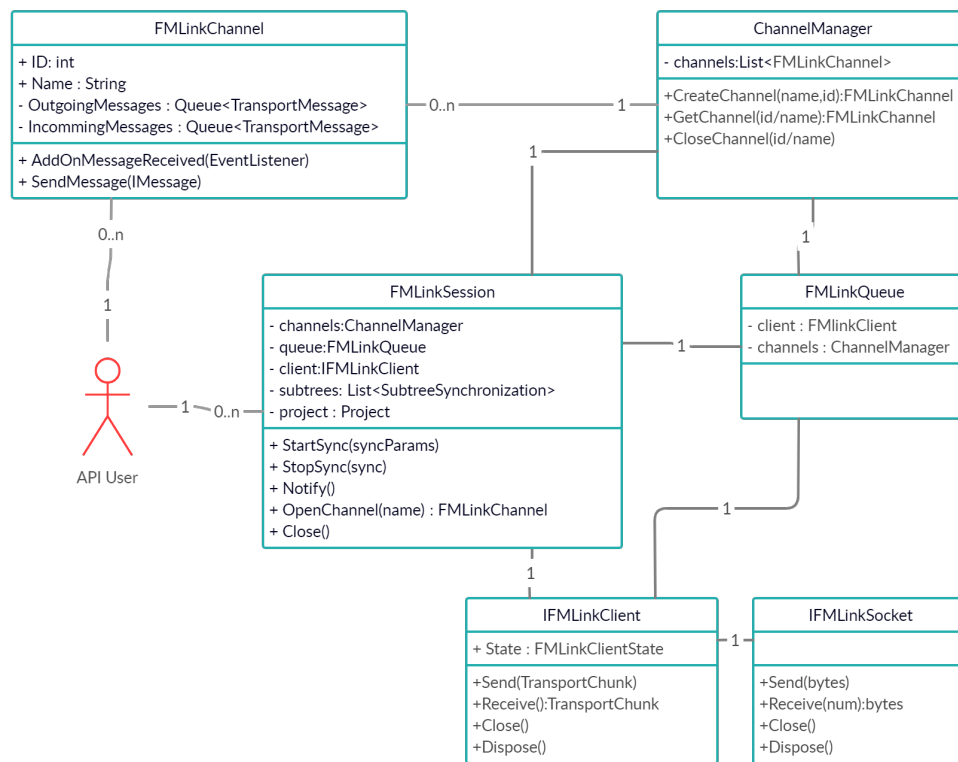 FMLinkChannel
+ ID: int
+ Name : String
- OutgoingMessages : Queue<TransportMessage>
- IncommingMessages : Queue<TransportMessage>
+ AddOnMessageReceived(EventListener)
+ SendMessage(IMessage)
0..n
1
ChannelManager
- channels:List<FMLinkChannel>
+CreateChannel(name,id):FMLinkChannel
+GetChannel(id/name):FMLinkChannel
+CloseChannel(id/name)
1
1
0..n
1
API User
1
0..n
FMLinkSession
- channels:ChannelManager
- queue:FMLinkQueue
- client:IFMLinkClient
- subtrees: List<SubtreeSynchronization>
- project : Project
+ StartSync(syncParams)
+ StopSync(sync)
+ Notify()
+ OpenChannel(name) : FMLinkChannel
+ Close()
1
FMLinkQueue
- client : FMlinkClient
- channels : ChannelManager
1
1
IFMLinkClient
+ State : FMLinkClientState
+Send(TransportChunk)
+Receive():TransportChunk
+Close()
+Dispose()
1
IFMLinkSocket
+Send(bytes)
+Receive(num):bytes
+Close()
+Dispose()